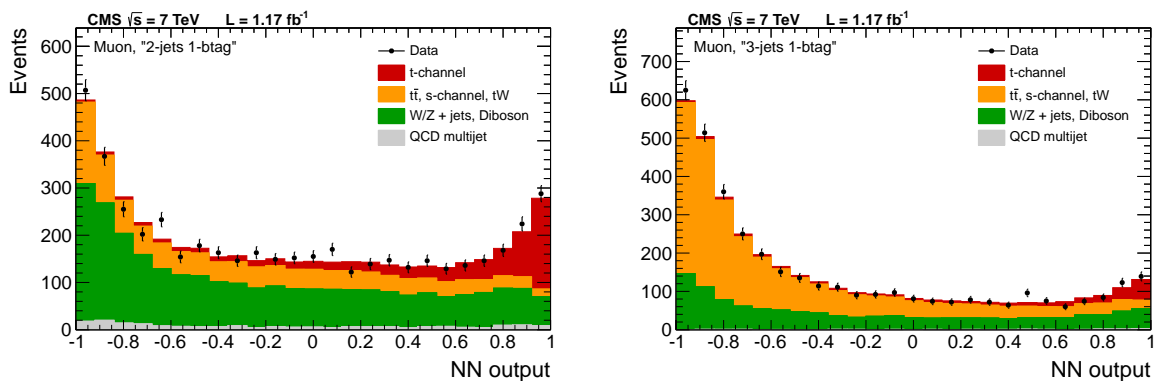 CMS √s = 7 TeV L = 1.17 fb⁻¹
Events
600
500
400
300
200
100
0
Muon, "2-jets 1-btag"
Data
t-channel
tt̄, s-channel, tW
W/Z + jets, Diboson
QCD multijet
-1 -0.8 -0.6 -0.4 -0.2 0 0.2 0.4 0.6 0.8 1
NN output
CMS √s = 7 TeV L = 1.17 fb⁻¹
Events
700
600
500
400
300
200
100
0
Muon, "3-jets 1-btag"
Data
t-channel
tt̄, s-channel, tW
W/Z + jets, Diboson
QCD multijet
-1 -0.8 -0.6 -0.4 -0.2 0 0.2 0.4 0.6 0.8 1
NN output